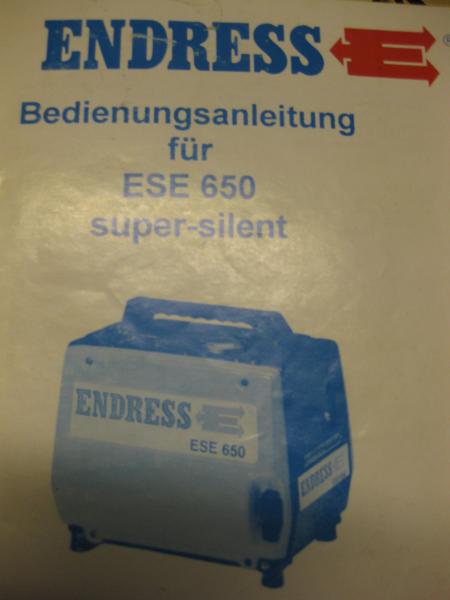 ENDRESS E ®
Bedienungsanleitung
für
ESE 650
super-silent
ENDRESS E
ESE 650
ENDRESS E